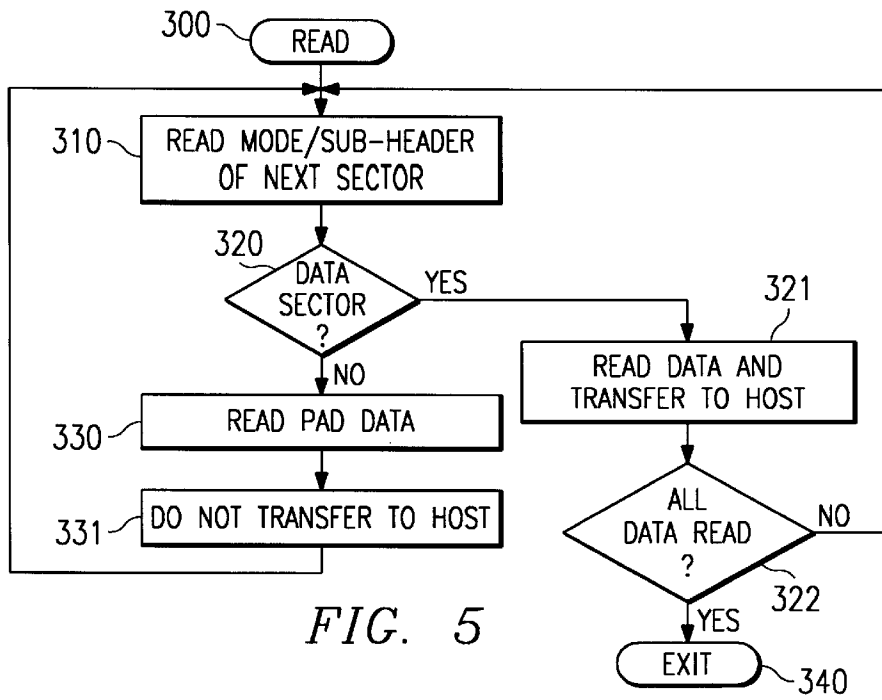 300
READ
310
READ MODE/SUB-HEADER
OF NEXT SECTOR
320
DATA
SECTOR
?
YES
NO
321
READ DATA AND
TRANSFER TO HOST
330
READ PAD DATA
331
DO NOT TRANSFER TO HOST
ALL
DATA READ
?
NO
322
YES
EXIT
340
FIG. 5